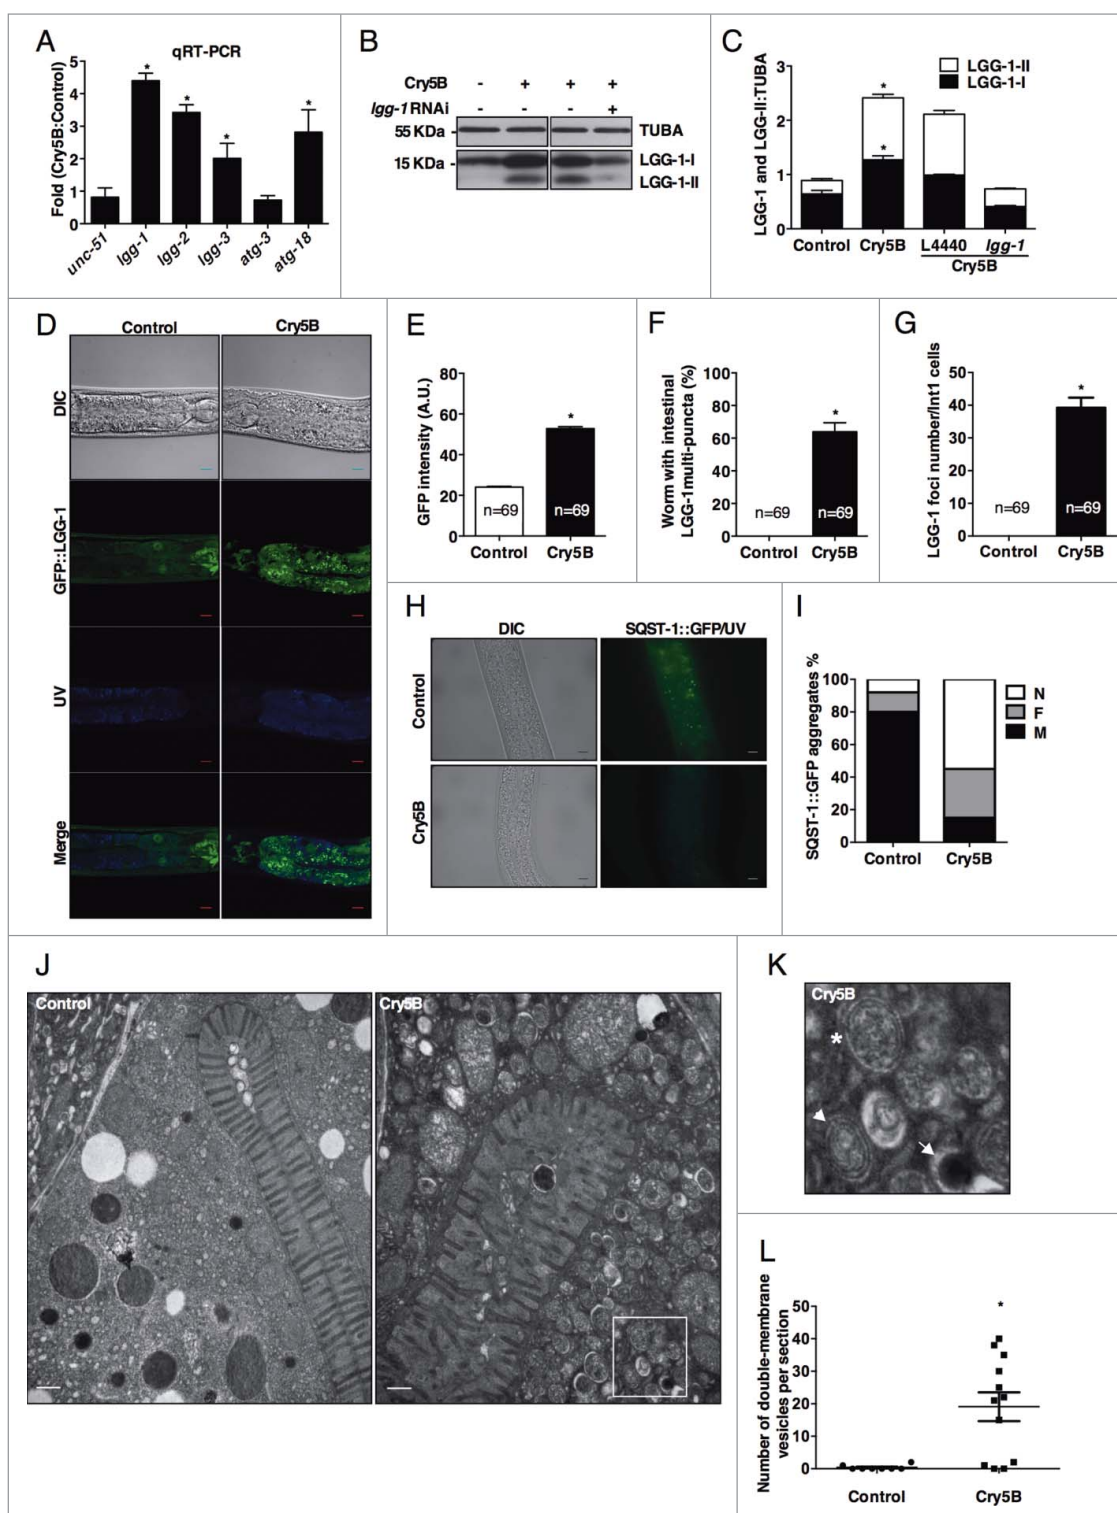 A
qRT-PCR
Fold (Cry5B:Control)
5
4
3
2
1
0
* * * *
unc-51 lgg-1 lgg-2 lgg-3 atg-3 atg-18
B
Cry5B - + + +
lgg-1 RNAi - - - +
55 KDa - TUBA
15 KDa - LGG-1-I
LGG-1-II
C
LGG-1 and LGG-II:TUBA
3
2
1
0
LGG-1-II
LGG-1-I
*
*
Control Cry5B L4440 lgg-1
Cry5B
D
Control Cry5B
DIC
GFP::LGG-1
UV
Merge
E
GFP intensity (A.U.)
80
60
40
20
0
*
n=69 n=69
Control Cry5B
F
Worm with intestinal
LGG-1multi-puncta (%)
100
80
60
40
20
0
*
n=69 n=69
Control Cry5B
G
LGG-1 foci number/Int1 cells
50
40
30
20
10
0
*
n=69 n=69
Control Cry5B
H
DIC SQST-1::GFP/UV
Control
Cry5B
I
SQST-1::GFP aggregates %
100
80
60
40
20
0
N
F
M
Control Cry5B
J
Control Cry5B
K
Cry5B
*
L
Number of double-membrane
vesicles per section
50
40
30
20
10
0
*
Control Cry5B